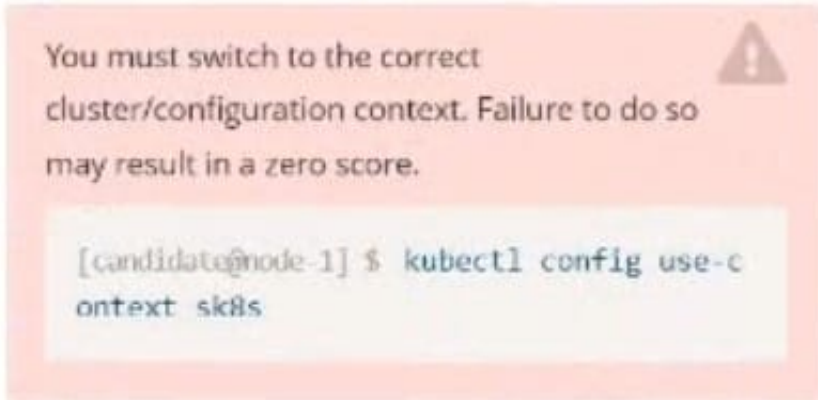 You must switch to the correct
cluster/configuration context. Failure to do so
may result in a zero score.
[candidate@node-1] $ kubectl config use-c
ontext sk8s